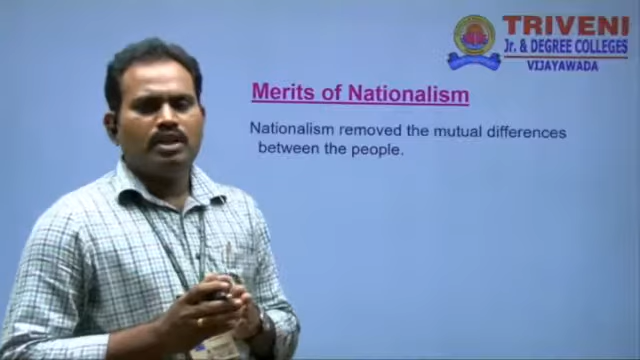 TRIVENI
Jr. & DEGREE COLLEGES
VIJAYAWADA
Merits of Nationalism
Nationalism removed the mutual differences
between the people.